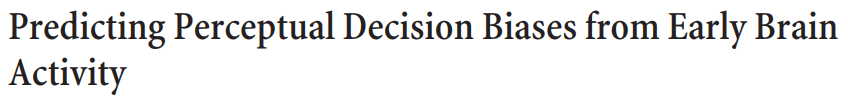 Predicting Perceptual Decision Biases from Early Brain
Activity